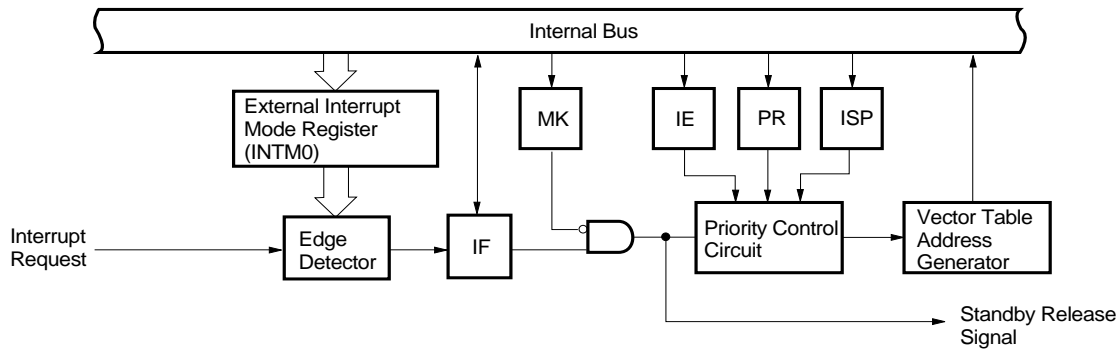 Internal Bus
External Interrupt
Mode Register
(INTM0)
MK
IE
PR
ISP
Interrupt
Request
Edge
Detector
IF
Priority Control
Circuit
Vector Table
Address
Generator
Standby Release
Signal